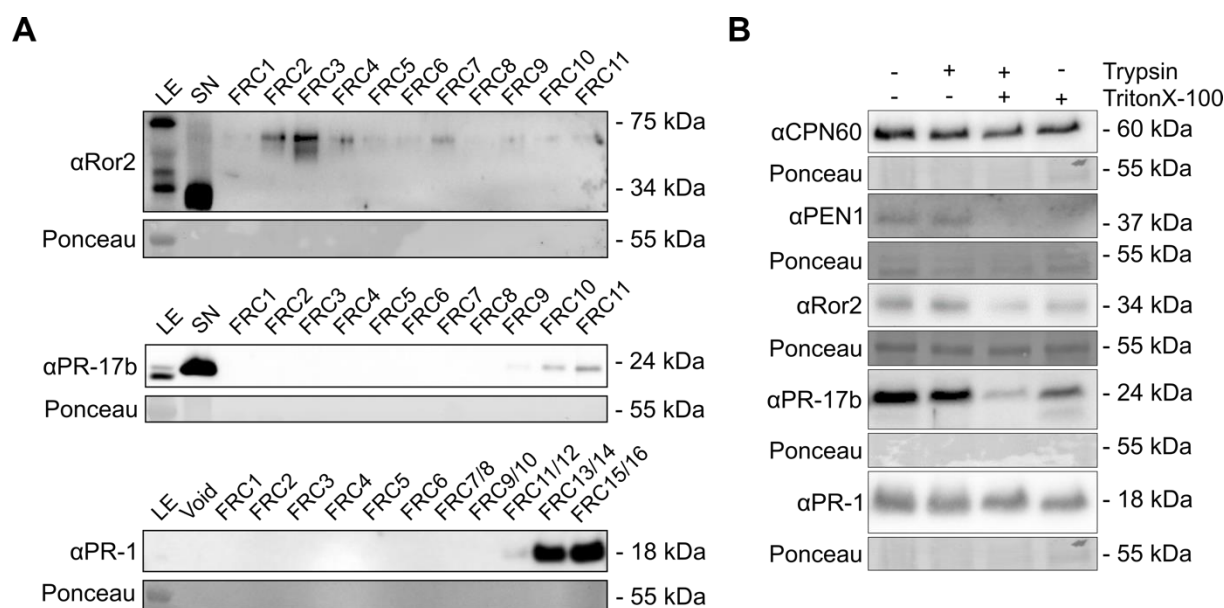 A
LE SN FRC1 FRC2 FRC3 FRC4 FRC5 FRC6 FRC7 FRC8 FRC9 FRC10 FRC11
αRor2 - 75 kDa
- 34 kDa
Ponceau - 55 kDa
LE SN FRC1 FRC2 FRC3 FRC4 FRC5 FRC6 FRC7 FRC8 FRC9 FRC10 FRC11
αPR-17b - 24 kDa
Ponceau - 55 kDa
LE Void FRC1 FRC2 FRC3 FRC4 FRC5 FRC6 FRC7/8 FRC9/10 FRC11/12 FRC13/14 FRC15/16
αPR-1 - 18 kDa
Ponceau - 55 kDa
B
- + + - Trypsin
- - + + TritonX-100
αCPN60 - 60 kDa
Ponceau - 55 kDa
αPEN1 - 37 kDa
Ponceau - 55 kDa
αRor2 - 34 kDa
Ponceau - 55 kDa
αPR-17b - 24 kDa
Ponceau - 55 kDa
αPR-1 - 18 kDa
Ponceau - 55 kDa